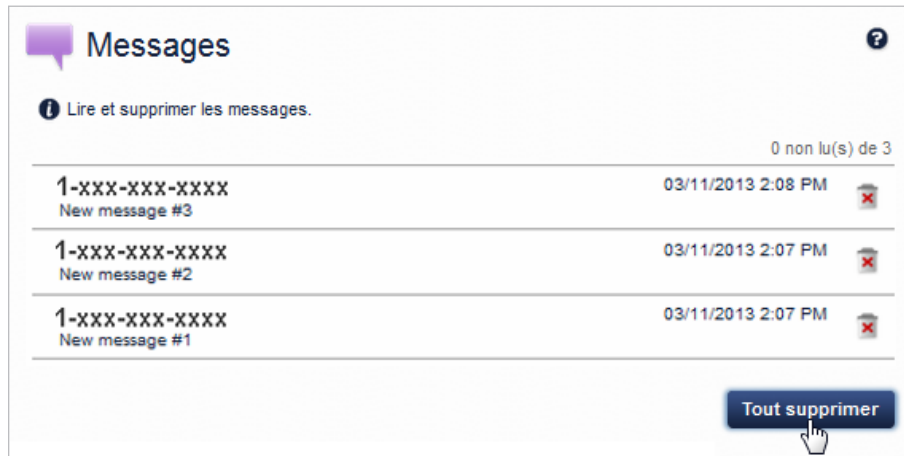 Messages
Lire et supprimer les messages.
0 non lu(s) de 3
1-xxx-xxx-xxxx 03/11/2013 2:08 PM
New message #3
1-xxx-xxx-xxxx 03/11/2013 2:07 PM
New message #2
1-xxx-xxx-xxxx 03/11/2013 2:07 PM
New message #1
Tout supprimer